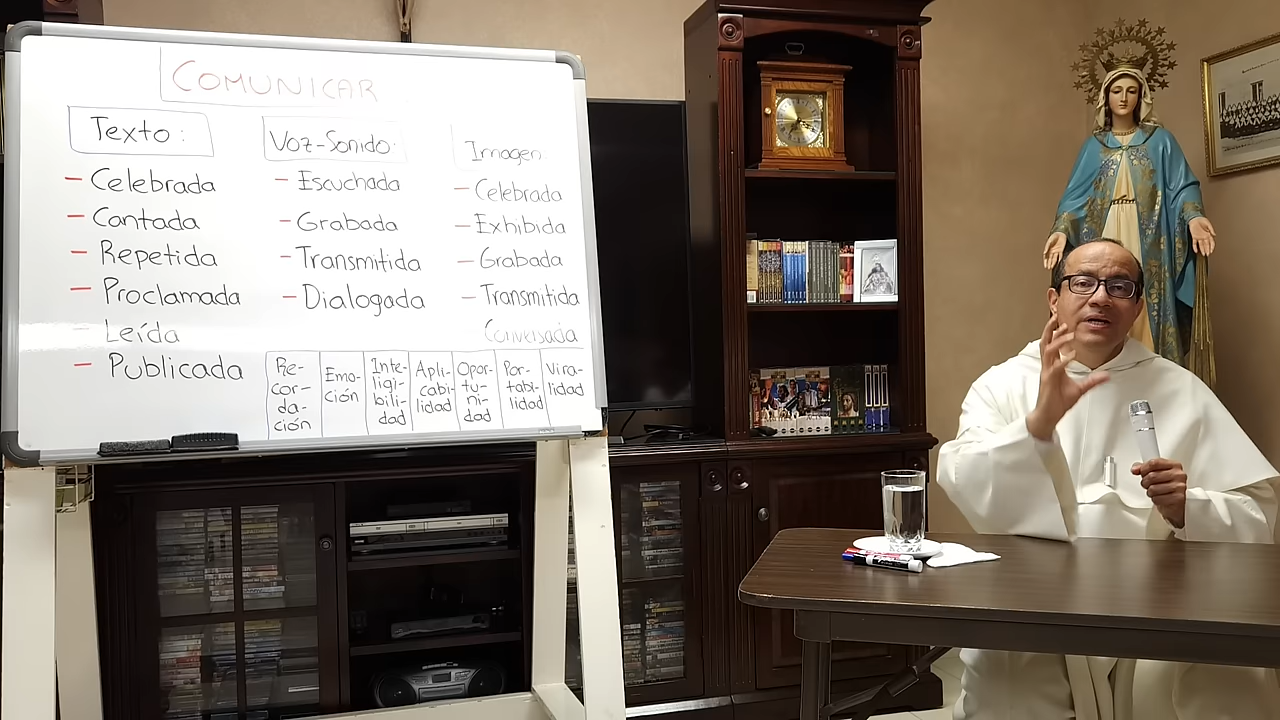 COMUNICAR
Texto:
- Celebrada
- Cantada
- Repetida
- Proclamada
- Leída
- Publicada
Voz-Sonido:
- Escuchada
- Grabada
- Transmitida
- Dialogada
Imagen
- Celebrada
- Exhibida
- Grabada
- Transmitida
Conversada
Re-
cor-
da-
ción
Emo-
ción
Inte-
ligi-
bili-
dad
Apli-
cabi-
lidad
Opor-
tu-
ni-
dad
Por-
tabi-
lidad
Vira-
lidad